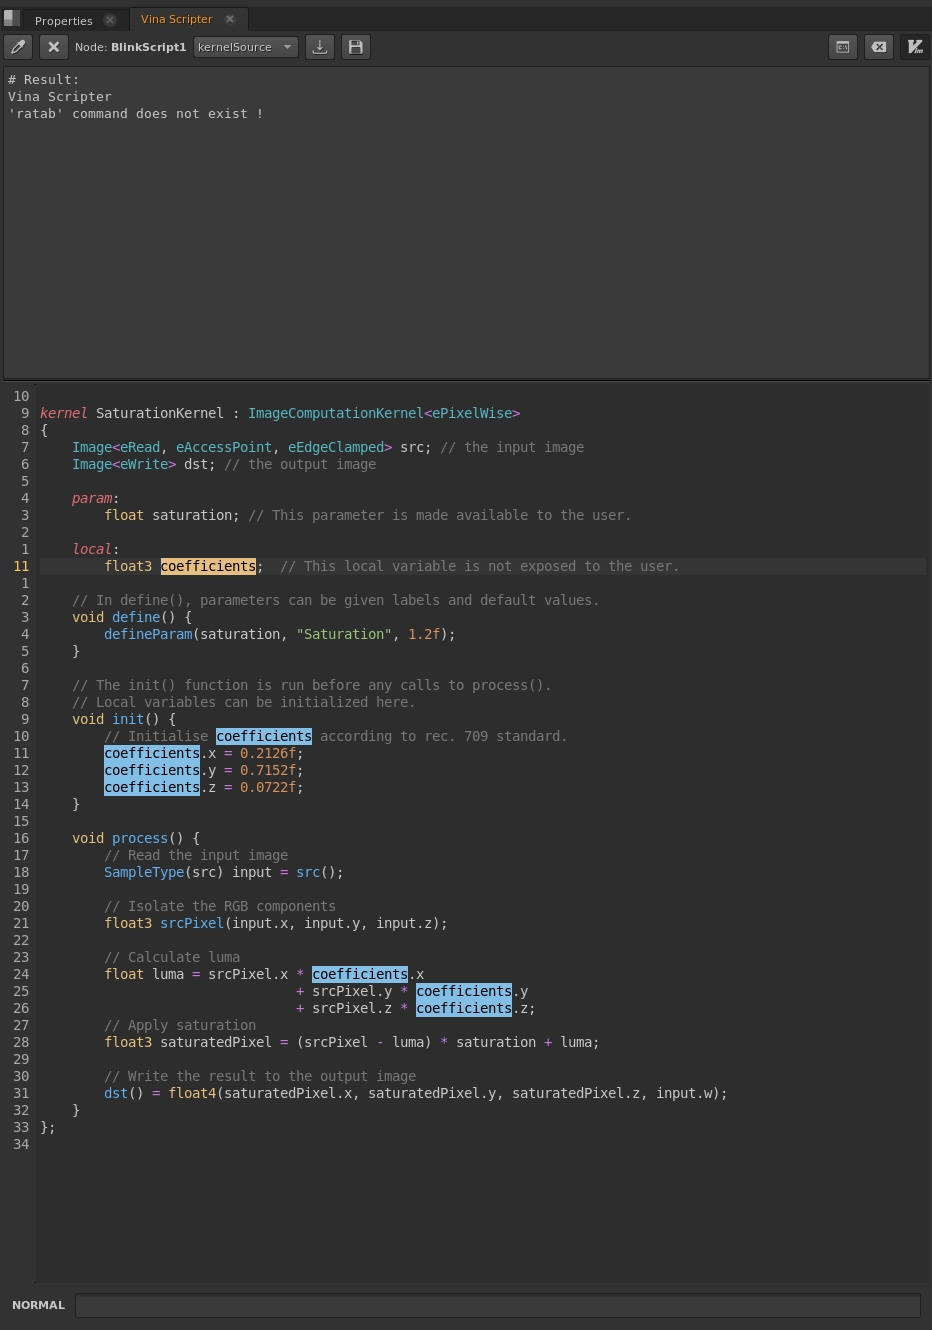 Properties
Vina Scripter
Node: BlinkScript1 kernelSource
Vim
# Result:
Vina Scripter
'ratab' command does not exist !
10
9 kernel SaturationKernel : ImageComputationKernel<ePixelWise>
8 {
7     Image<eRead, eAccessPoint, eEdgeClamped> src; // the input image
6     Image<eWrite> dst; // the output image
5
4     param:
3         float saturation; // This parameter is made available to the user.
2
1     local:
11         float3 coefficients;  // This local variable is not exposed to the user.
1
2     // In define(), parameters can be given labels and default values.
3     void define() {
4         defineParam(saturation, "Saturation", 1.2f);
5     }
6
7     // The init() function is run before any calls to process().
8     // Local variables can be initialized here.
9     void init() {
10         // Initialise coefficients according to rec. 709 standard.
11         coefficients.x = 0.2126f;
12         coefficients.y = 0.7152f;
13         coefficients.z = 0.0722f;
14     }
15
16     void process() {
17         // Read the input image
18         SampleType(src) input = src();
19
20         // Isolate the RGB components
21         float3 srcPixel(input.x, input.y, input.z);
22
23         // Calculate luma
24         float luma = srcPixel.x * coefficients.x
25                                 + srcPixel.y * coefficients.y
26                                 + srcPixel.z * coefficients.z;
27         // Apply saturation
28         float3 saturatedPixel = (srcPixel - luma) * saturation + luma;
29
30         // Write the result to the output image
31         dst() = float4(saturatedPixel.x, saturatedPixel.y, saturatedPixel.z, input.w);
32     }
33 };
34
NORMAL